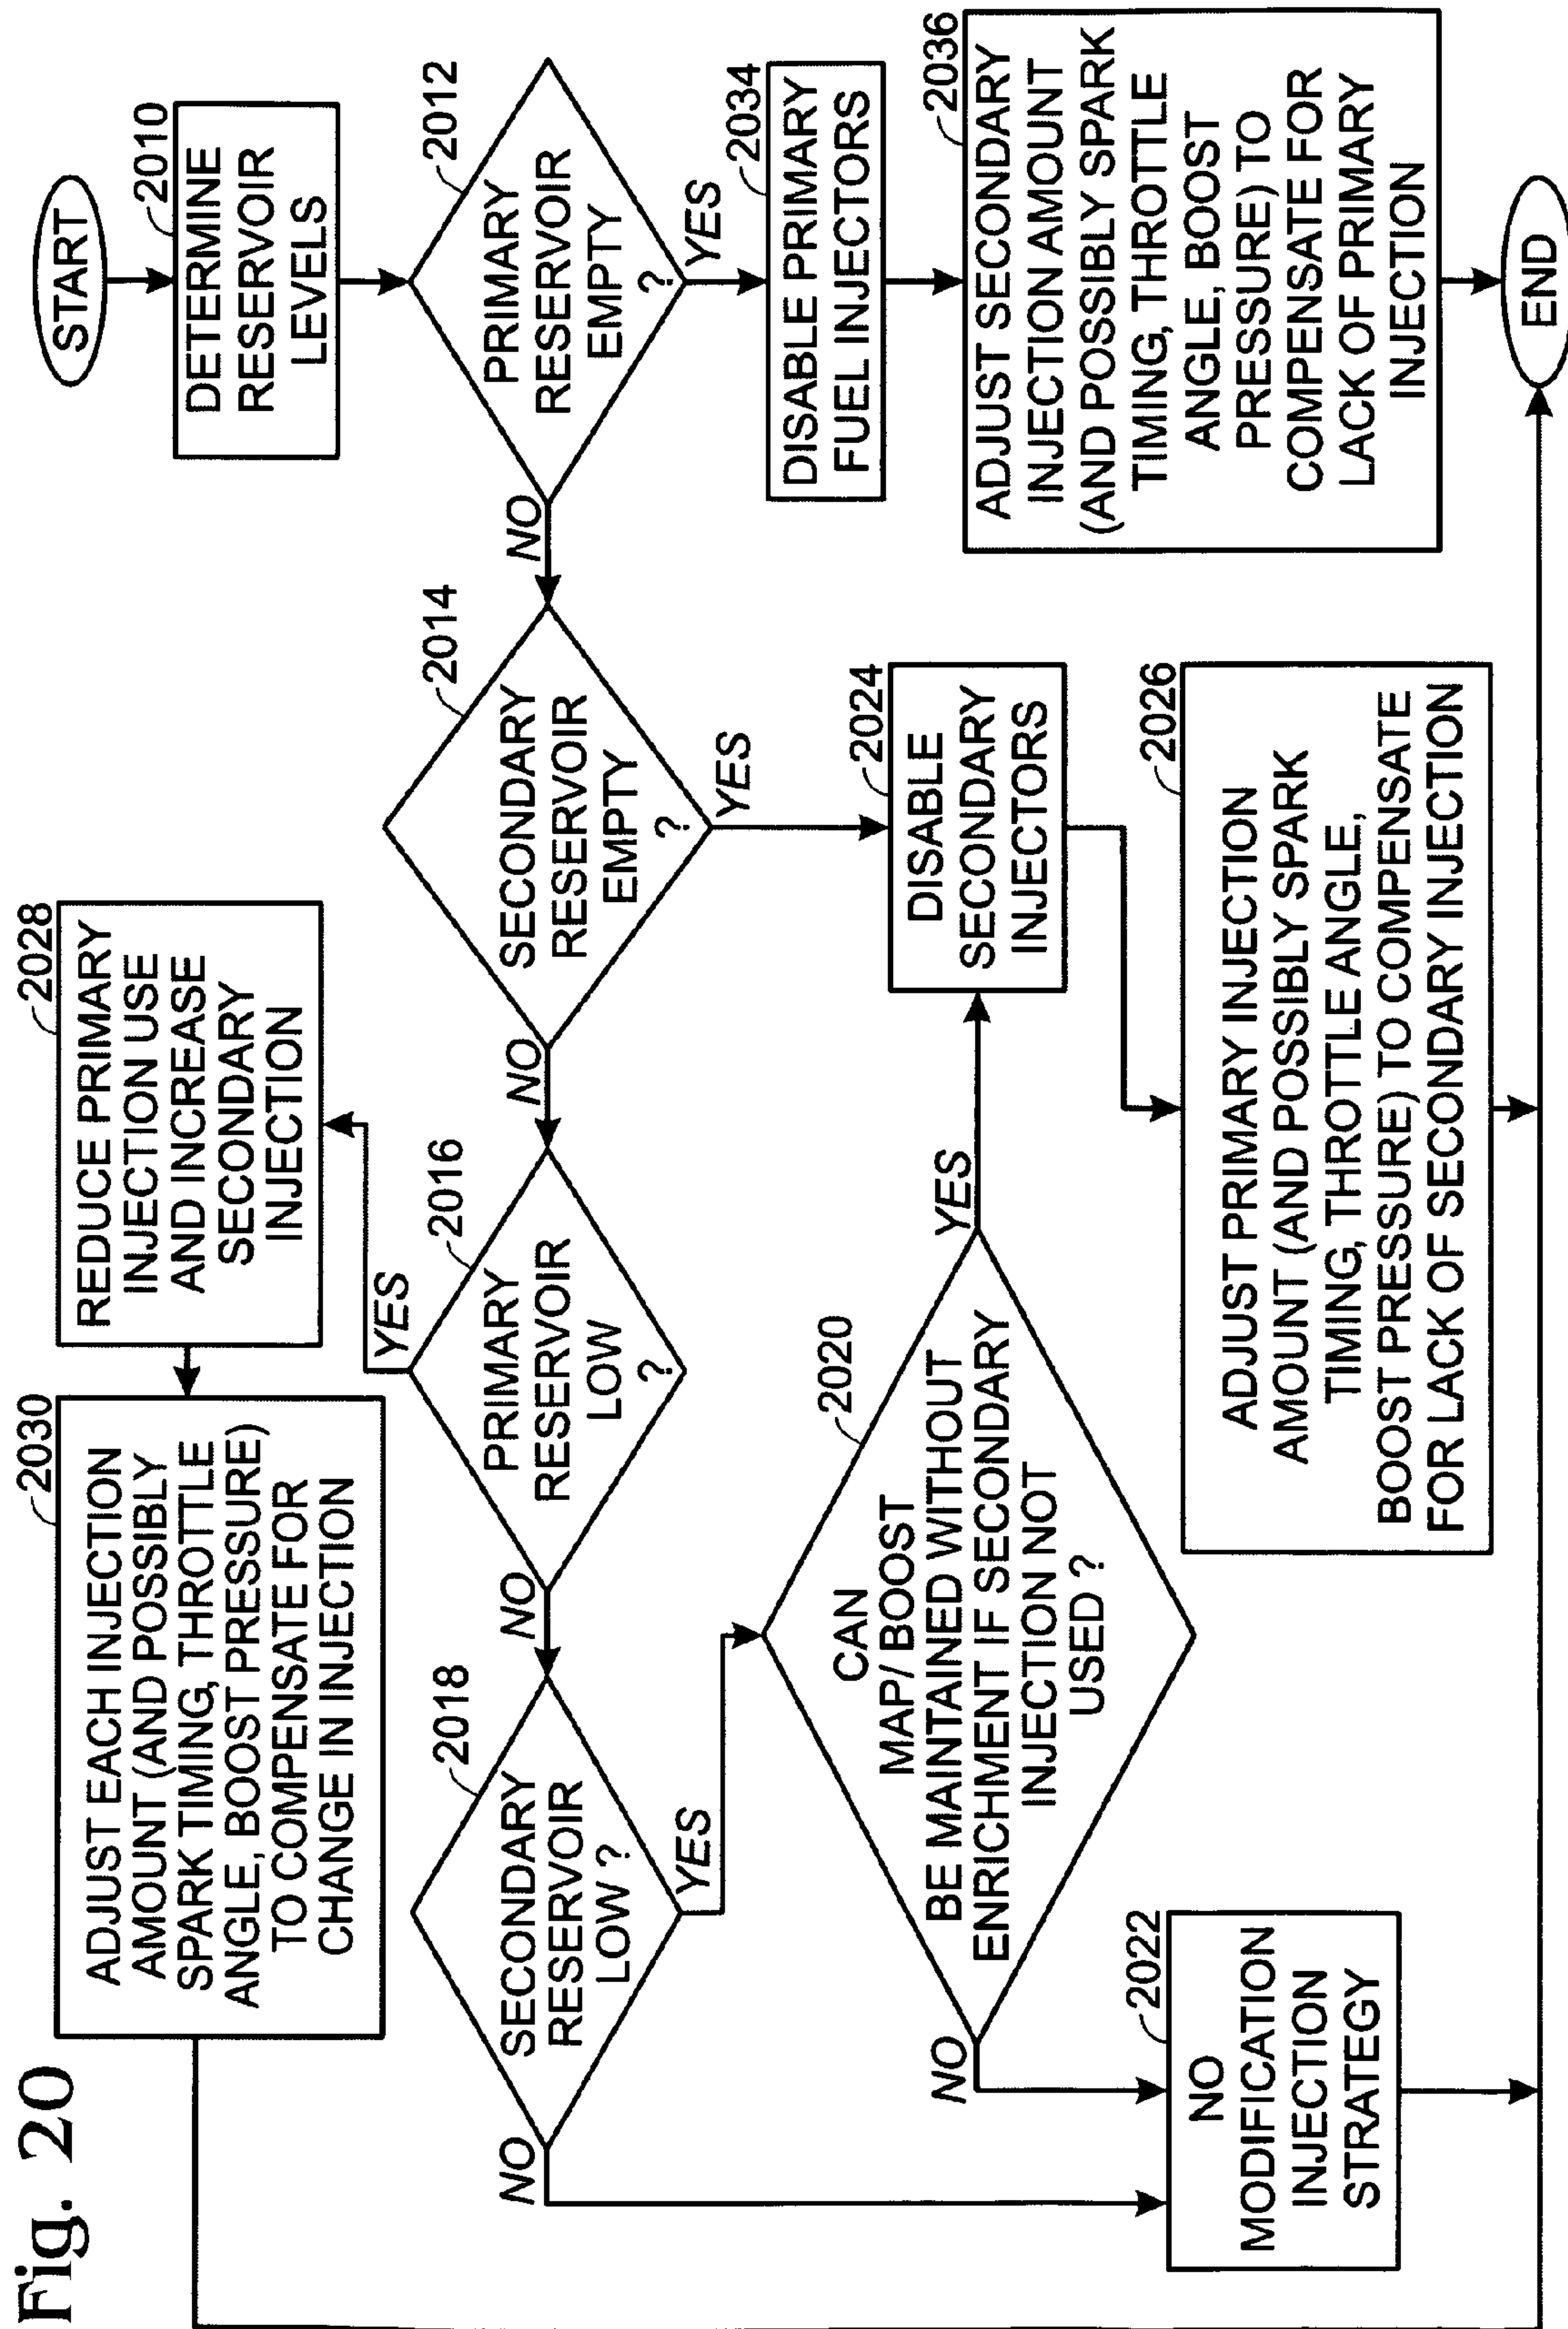 Fig. 20
START
2010
DETERMINE
RESERVOIR
LEVELS
2012
PRIMARY
RESERVOIR
EMPTY
?
YES
NO
2034
DISABLE PRIMARY
FUEL INJECTORS
2036
ADJUST SECONDARY
INJECTION AMOUNT
(AND POSSIBLY SPARK
TIMING, THROTTLE
ANGLE, BOOST
PRESSURE) TO
COMPENSATE FOR
LACK OF PRIMARY
INJECTION
END
2014
SECONDARY
RESERVOIR
EMPTY
?
YES
NO
2024
DISABLE
SECONDARY
INJECTORS
2026
ADJUST PRIMARY INJECTION
AMOUNT (AND POSSIBLY SPARK
TIMING, THROTTLE ANGLE,
BOOST PRESSURE) TO COMPENSATE
FOR LACK OF SECONDARY INJECTION
2016
PRIMARY
RESERVOIR
LOW
?
YES
NO
2028
REDUCE PRIMARY
INJECTION USE
AND INCREASE
SECONDARY
INJECTION
2030
ADJUST EACH INJECTION
AMOUNT (AND POSSIBLY
SPARK TIMING, THROTTLE
ANGLE, BOOST PRESSURE)
TO COMPENSATE FOR
CHANGE IN INJECTION
2018
SECONDARY
RESERVOIR
LOW ?
YES
NO
2020
CAN
MAP/ BOOST
BE MAINTAINED WITHOUT
ENRICHMENT IF SECONDARY
INJECTION NOT
USED ?
YES
NO
2022
NO
MODIFICATION
INJECTION
STRATEGY